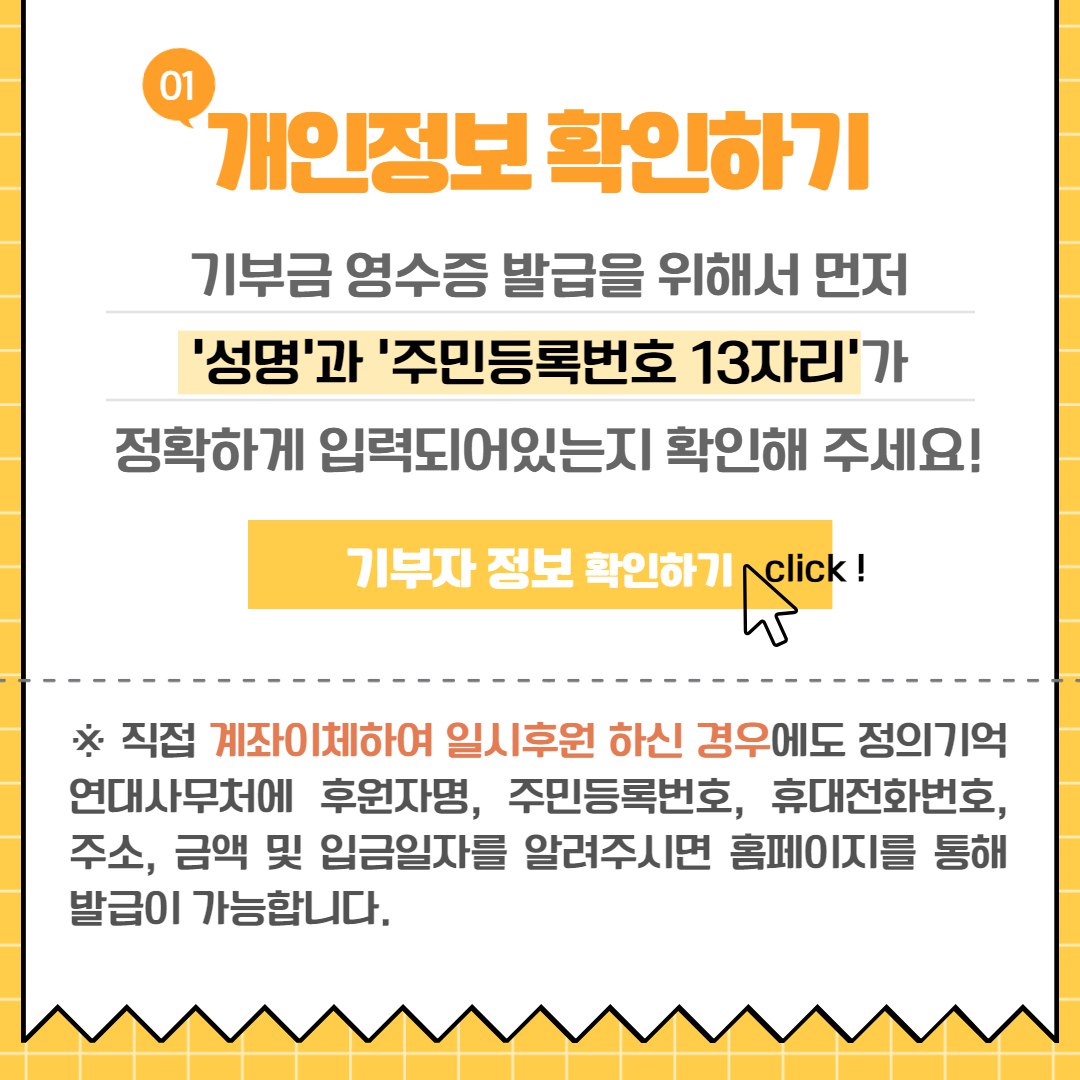 01
개인정보 확인하기
기부금 영수증 발급을 위해서 먼저
'성명'과 '주민등록번호 13자리'가
정확하게 입력되어있는지 확인해 주세요!
기부자 정보 확인하기 click !
※ 직접 계좌이체하여 일시후원 하신 경우에도 정의기억
연대사무처에 후원자명, 주민등록번호, 휴대전화번호,
주소, 금액 및 입금일자를 알려주시면 홈페이지를 통해
발급이 가능합니다.